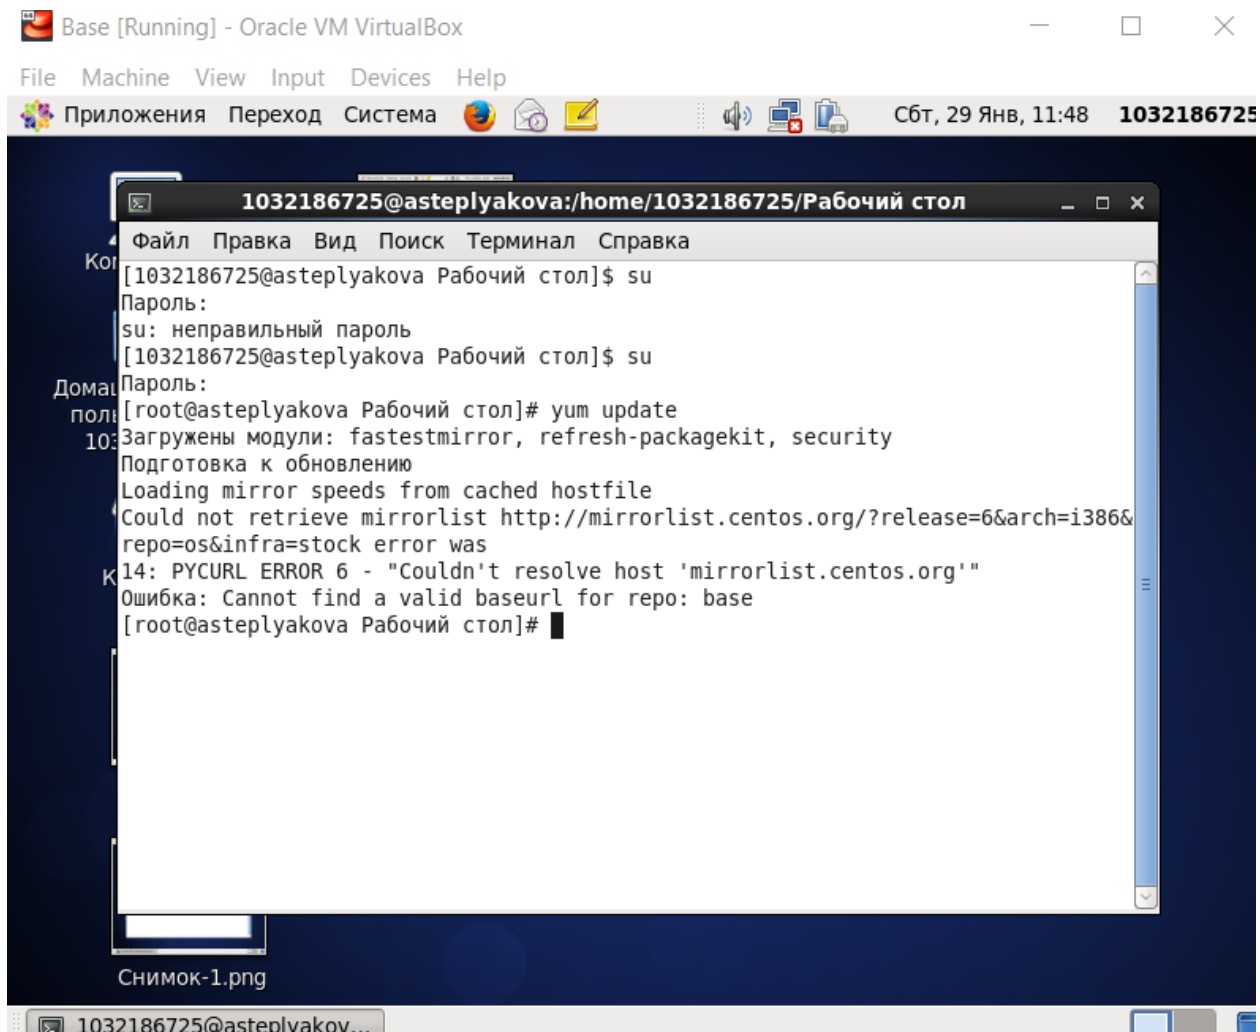 Base [Running] - Oracle VM VirtualBox
File Machine View Input Devices Help
Приложения Переход Система Сбт, 29 Янв, 11:48 1032186725
1032186725@asteplyakova:/home/1032186725/Рабочий стол
Файл Правка Вид Поиск Терминал Справка
[1032186725@asteplyakova Рабочий стол]$ su
Пароль:
su: неправильный пароль
[1032186725@asteplyakova Рабочий стол]$ su
Пароль:
[root@asteplyakova Рабочий стол]# yum update
Загружены модули: fastestmirror, refresh-packagekit, security
Подготовка к обновлению
Loading mirror speeds from cached hostfile
Could not retrieve mirrorlist http://mirrorlist.centos.org/?release=6&arch=i386&
repo=os&infra=stock error was
14: PYCURL ERROR 6 - "Couldn't resolve host 'mirrorlist.centos.org'"
Ошибка: Cannot find a valid baseurl for repo: base
[root@asteplyakova Рабочий стол]#
Снимок-1.png
1032186725@asteplyakov...